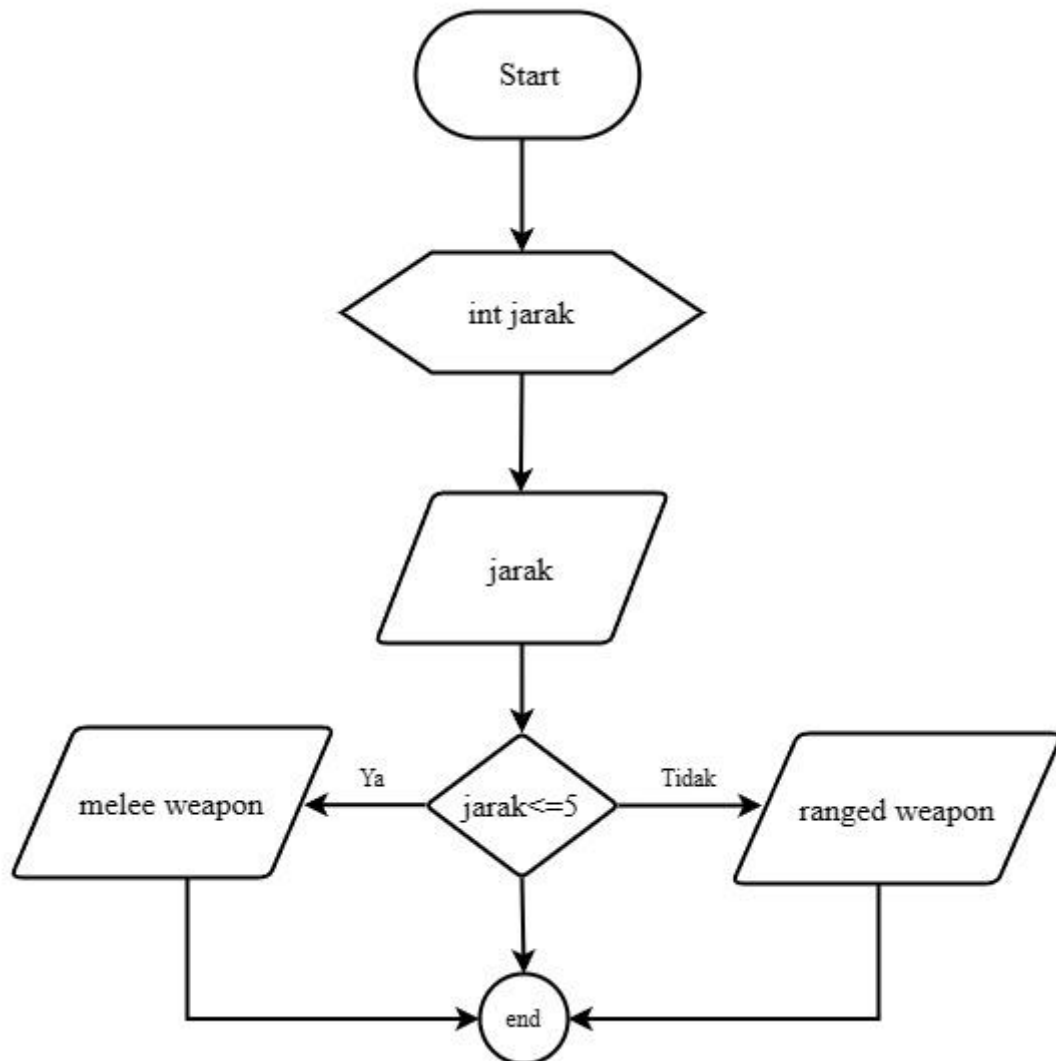 Start
int jarak
jarak
Ya
Tidak
melee weapon
jarak<=5
ranged weapon
end